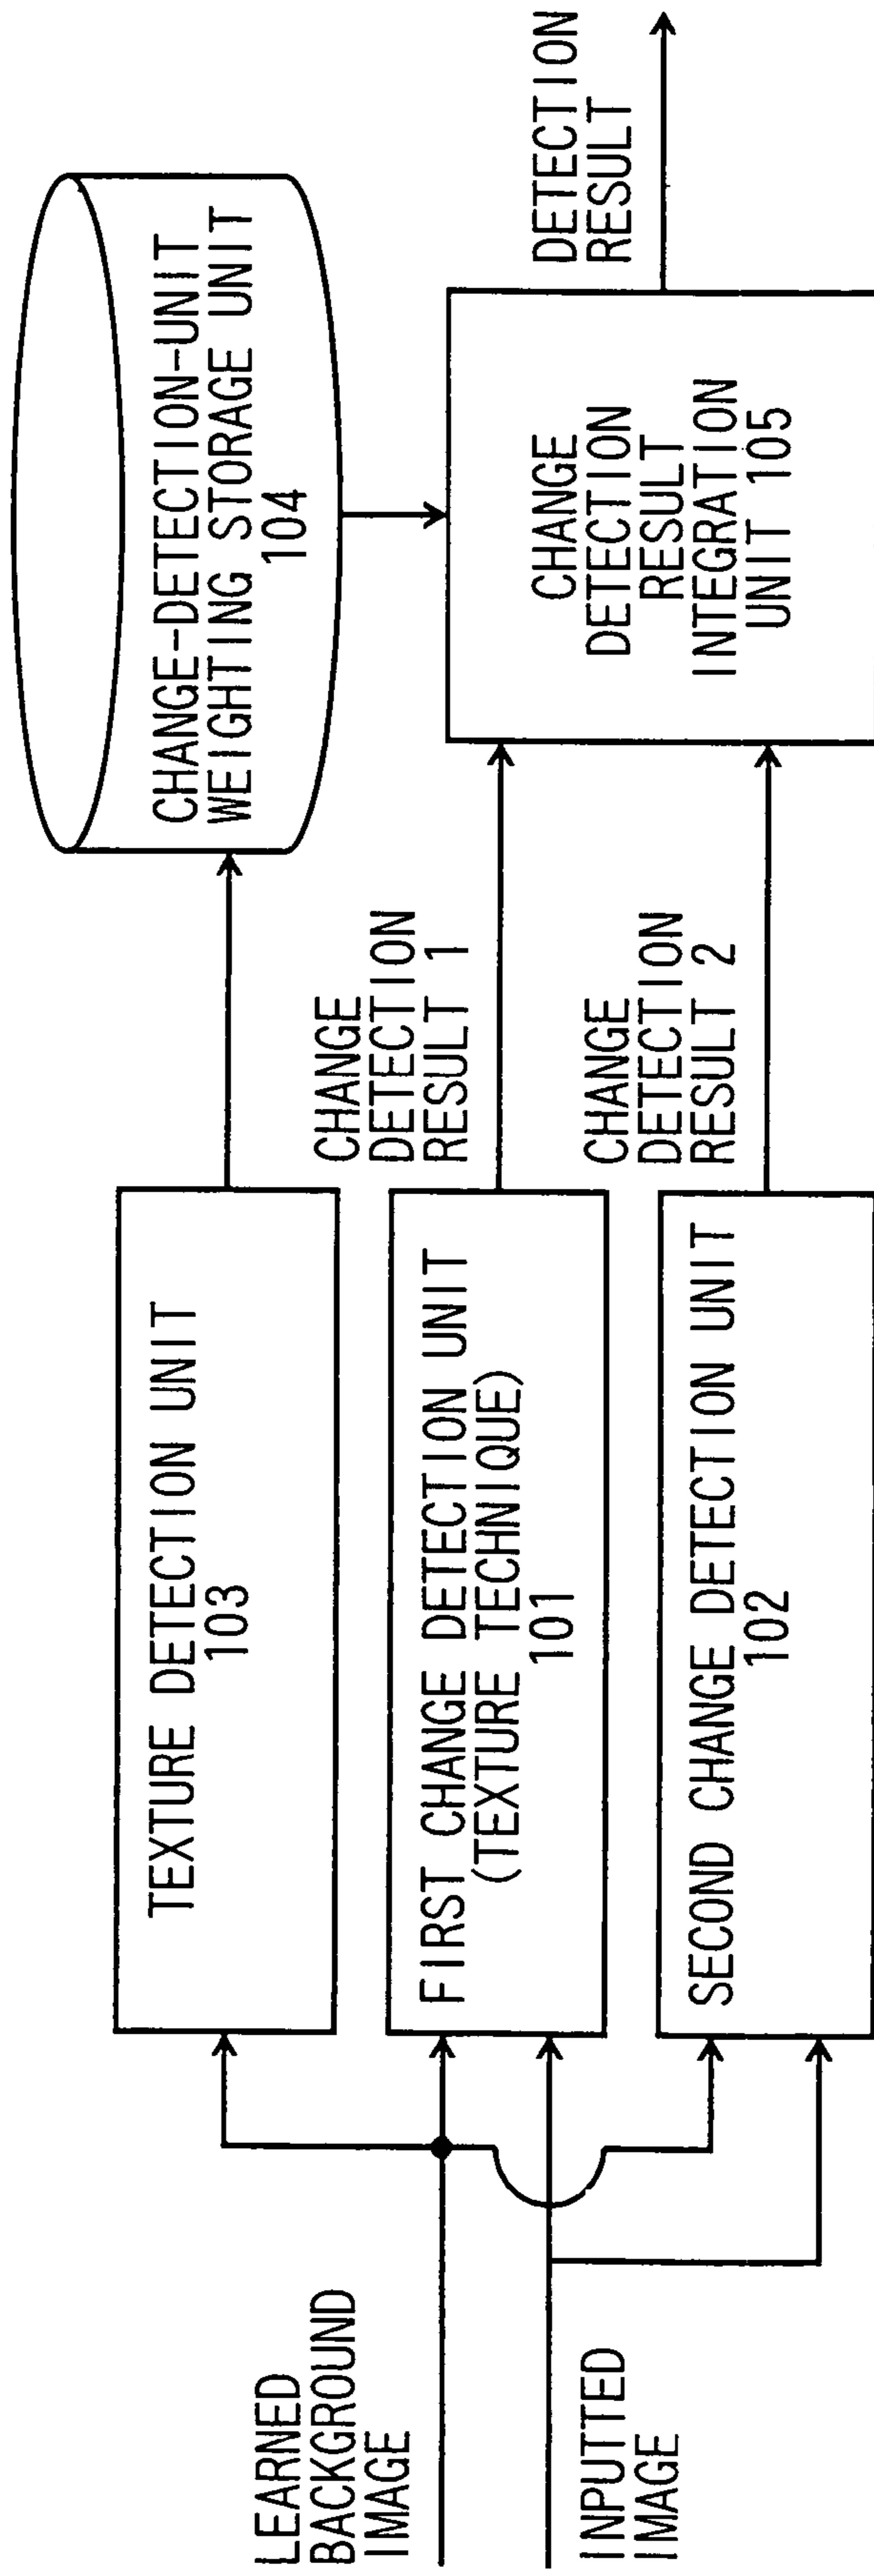 LEARNED
BACKGROUND
IMAGE
INPUTTED
IMAGE
TEXTURE DETECTION UNIT
103
FIRST CHANGE DETECTION UNIT
(TEXTURE TECHNIQUE)
101
SECOND CHANGE DETECTION UNIT
102
CHANGE
DETECTION
RESULT 1
CHANGE
DETECTION
RESULT 2
CHANGE-DETECTION-UNIT
WEIGHTING STORAGE UNIT
104
CHANGE
DETECTION
RESULT
INTEGRATION
UNIT 105
DETECTION
RESULT